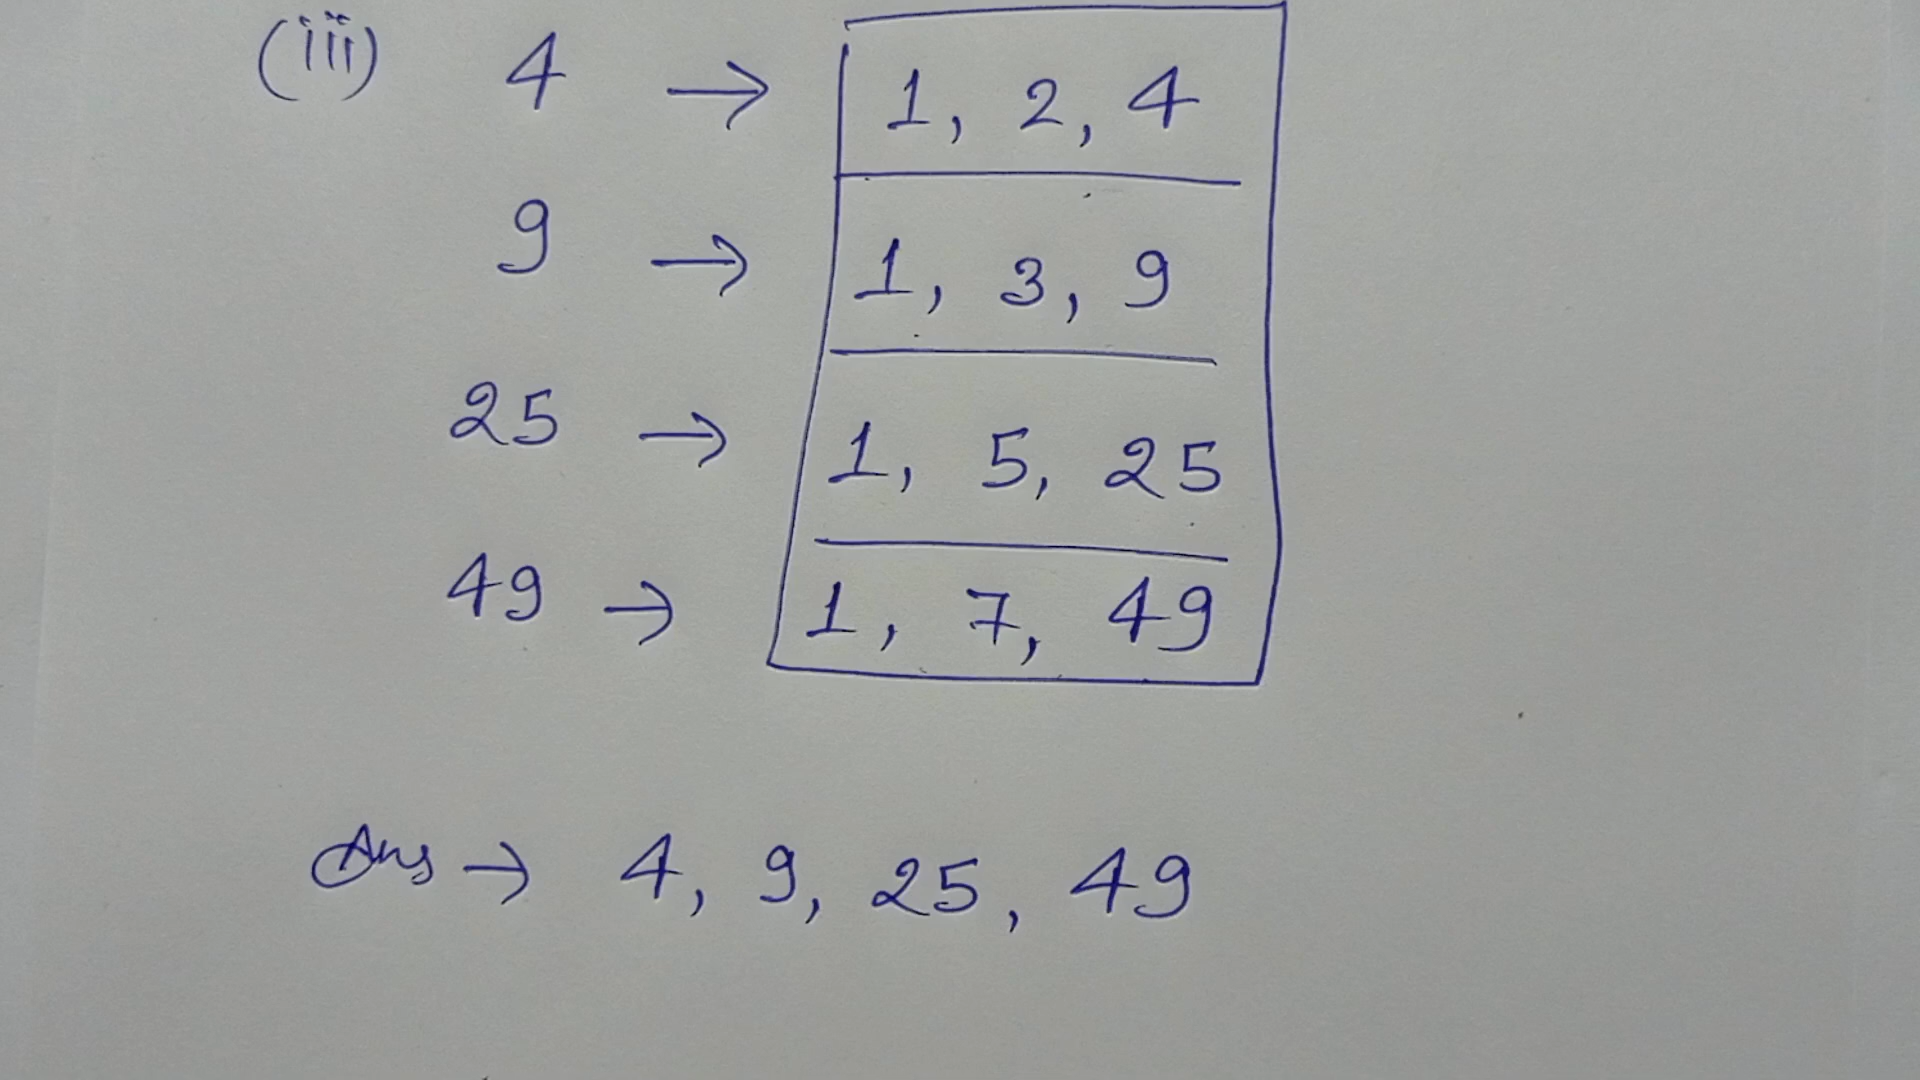 (iii) 4 → 1, 2, 4
9 → 1, 3, 9
25 → 1, 5, 25
49 → 1, 7, 49
Ans → 4, 9, 25, 49